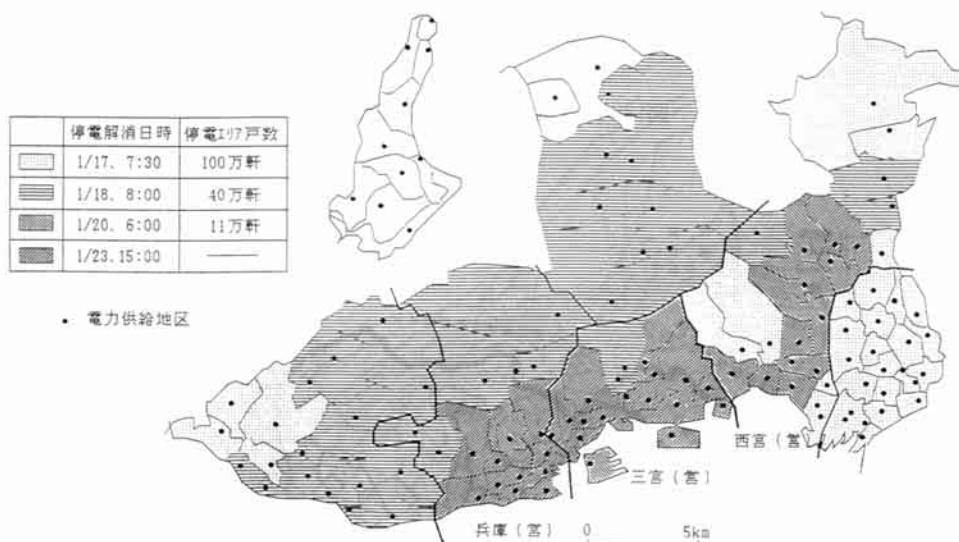 停電解消日時 停電エリア戸数
1/17、7:30 100万軒
1/18、8:00 40万軒
1/20、6:00 11万軒
1/23、15:00 ——
・ 電力供給地区
西宮(営)
三宮(営)
兵庫(営)
0 5km